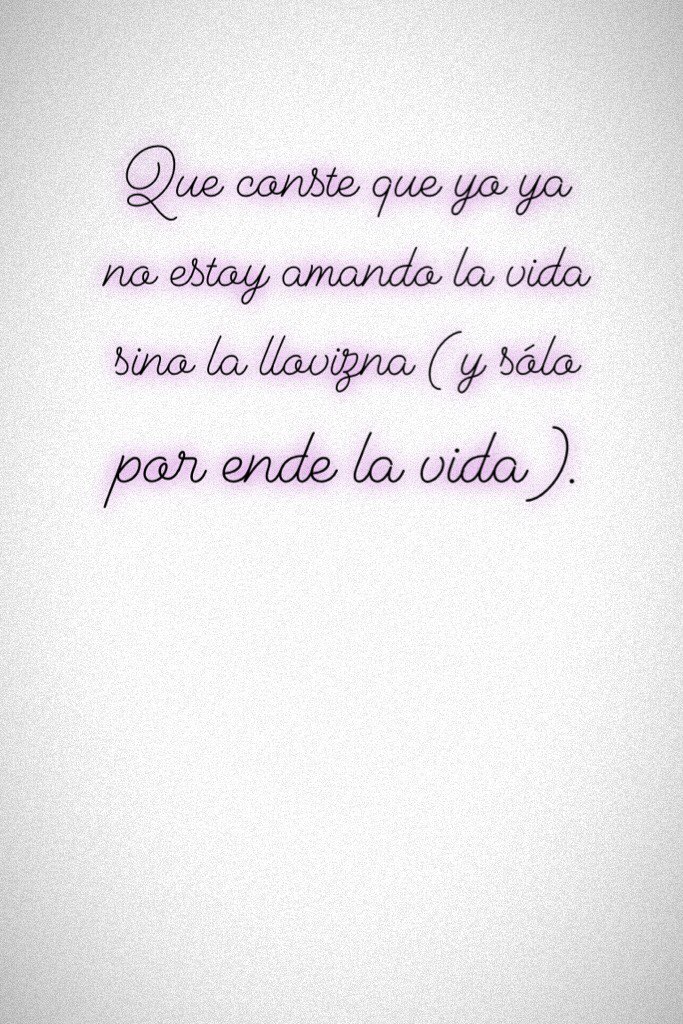 Que conste que yo ya
no estoy amando la vida
sino la llovizna (y sólo
por ende la vida).